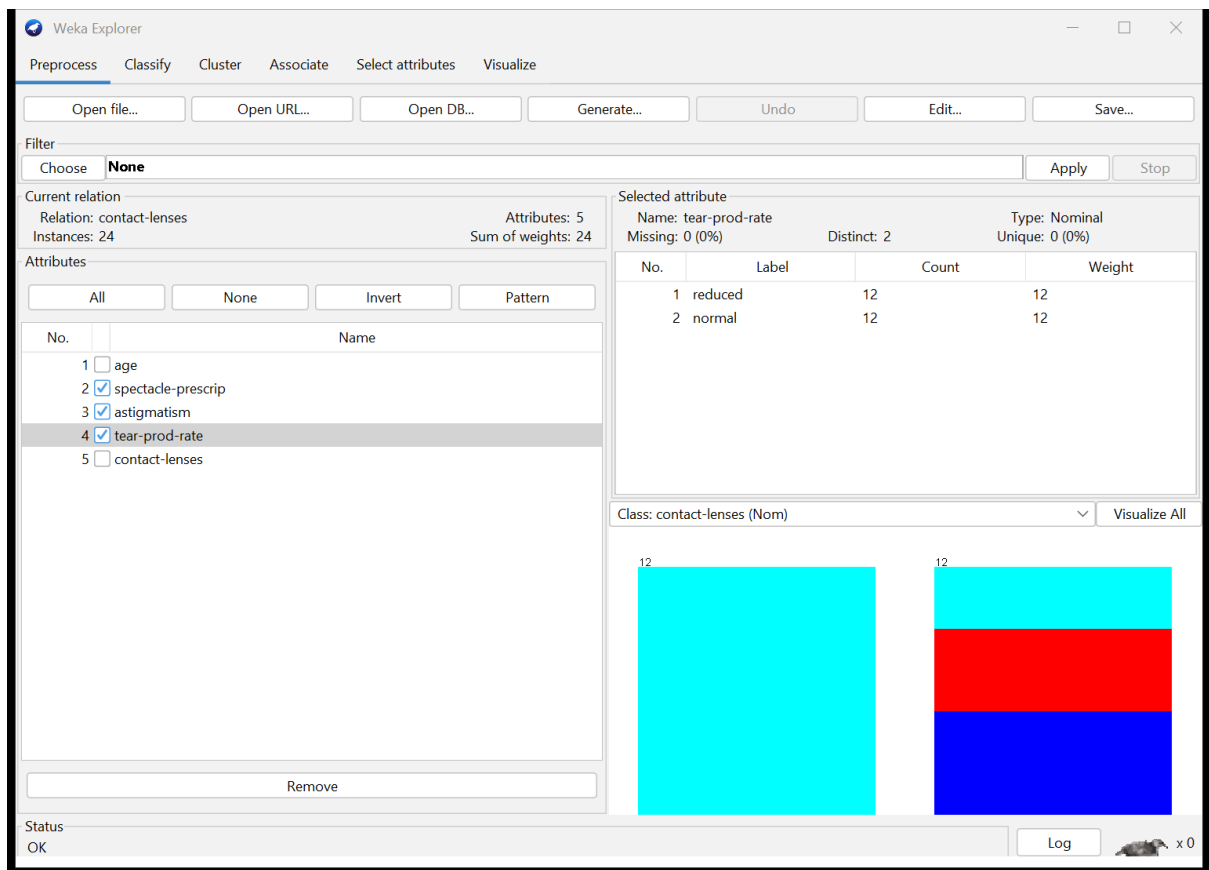 Weka Explorer
Preprocess Classify Cluster Associate Select attributes Visualize
Open file... Open URL... Open DB... Generate... Undo Edit... Save...
Filter
Choose None Apply Stop
Current relation
Relation: contact-lenses Attributes: 5
Instances: 24 Sum of weights: 24
Attributes
All None Invert Pattern
No. Name
1 age
2 spectacle-prescrip
3 astigmatism
4 tear-prod-rate
5 contact-lenses
Remove
Selected attribute
Name: tear-prod-rate Type: Nominal
Missing: 0 (0%) Distinct: 2 Unique: 0 (0%)
No. Label Count Weight
1 reduced 12 12
2 normal 12 12
Class: contact-lenses (Nom) Visualize All
12 12
Status
OK
Log x 0